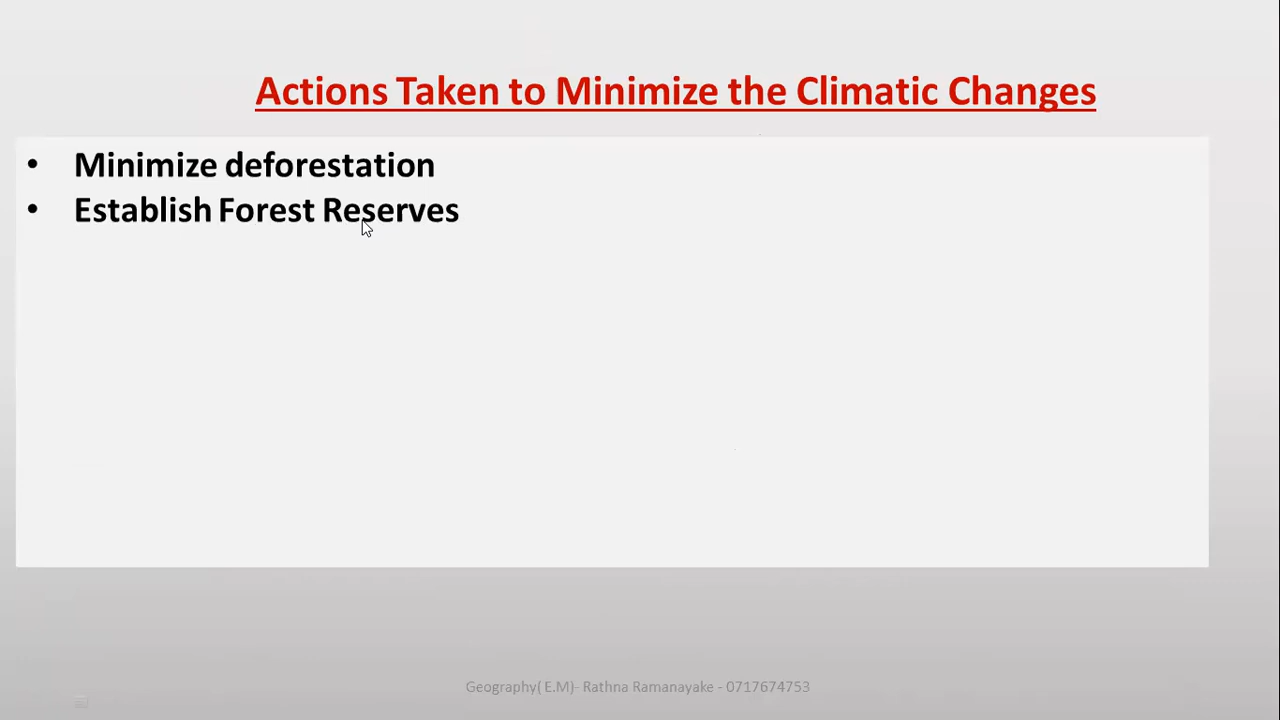 Actions Taken to Minimize the Climatic Changes
• Minimize deforestation
• Establish Forest Reserves
Geography( E.M)- Rathna Ramanayake - 0717674753